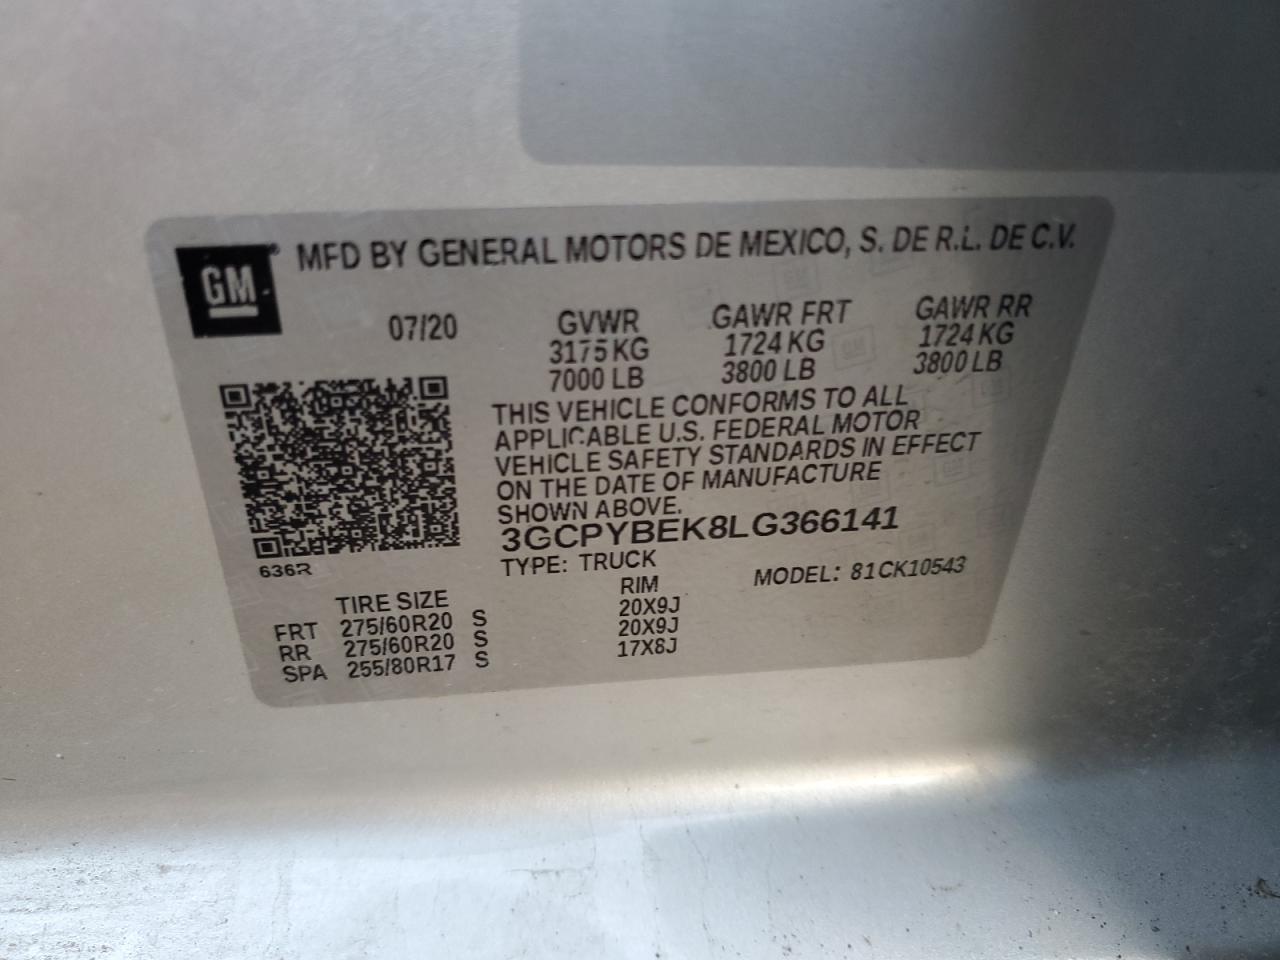 GM® MFD BY GENERAL MOTORS DE MEXICO, S. DE R.L. DE C.V.
07/20 GVWR GAWR FRT GAWR RR
3175 KG 1724 KG 1724 KG
7000 LB 3800 LB 3800 LB
THIS VEHICLE CONFORMS TO ALL
APPLICABLE U.S. FEDERAL MOTOR
VEHICLE SAFETY STANDARDS IN EFFECT
ON THE DATE OF MANUFACTURE
SHOWN ABOVE.
3GCPYBEK8LG366141
636R
TYPE: TRUCK MODEL: 81CK10543
TIRE SIZE RIM
FRT 275/60R20 S 20X9J
RR 275/60R20 S 20X9J
SPA 255/80R17 S 17X8J